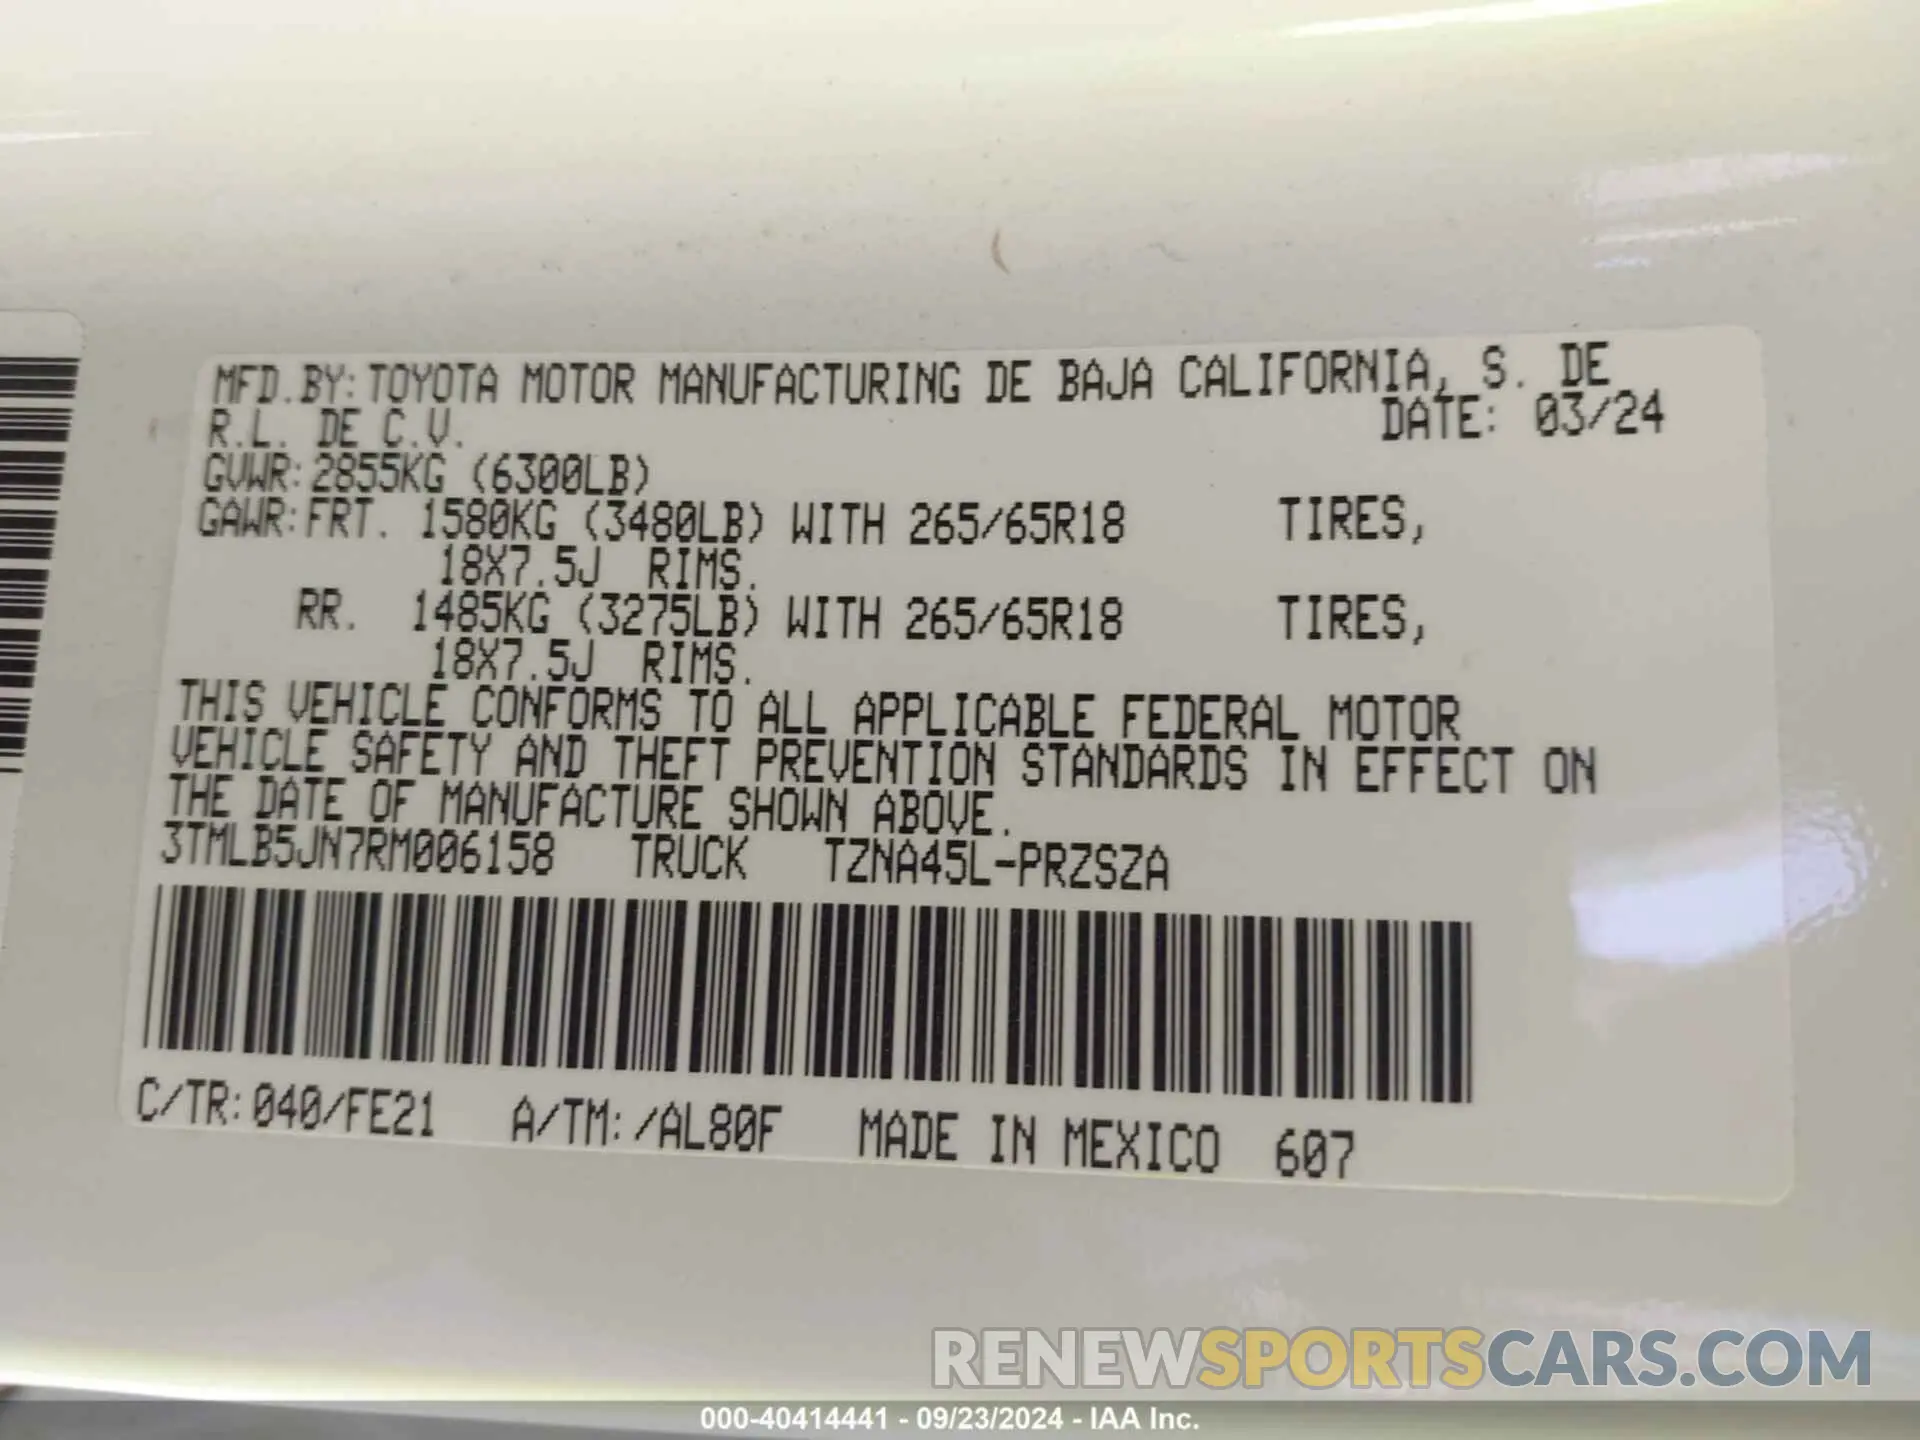 MFD.BY:TOYOTA MOTOR MANUFACTURING DE BAJA CALIFORNIA, S. DE
R.L. DE C.V. DATE: 03/24
GVWR:2855KG (6300LB)
GAWR:FRT. 1580KG (3480LB) WITH 265/65R18 TIRES,
18X7.5J RIMS.
RR. 1485KG (3275LB) WITH 265/65R18 TIRES,
18X7.5J RIMS.
THIS VEHICLE CONFORMS TO ALL APPLICABLE FEDERAL MOTOR
VEHICLE SAFETY AND THEFT PREVENTION STANDARDS IN EFFECT ON
THE DATE OF MANUFACTURE SHOWN ABOVE.
3TMLB5JN7RM006158 TRUCK TZNA45L-PRZSZA
C/TR:040/FE21 A/TM:/AL80F MADE IN MEXICO 607
RENEWSPORTSCARS.COM
000-40414441 - 09/23/2024 - IAA Inc.